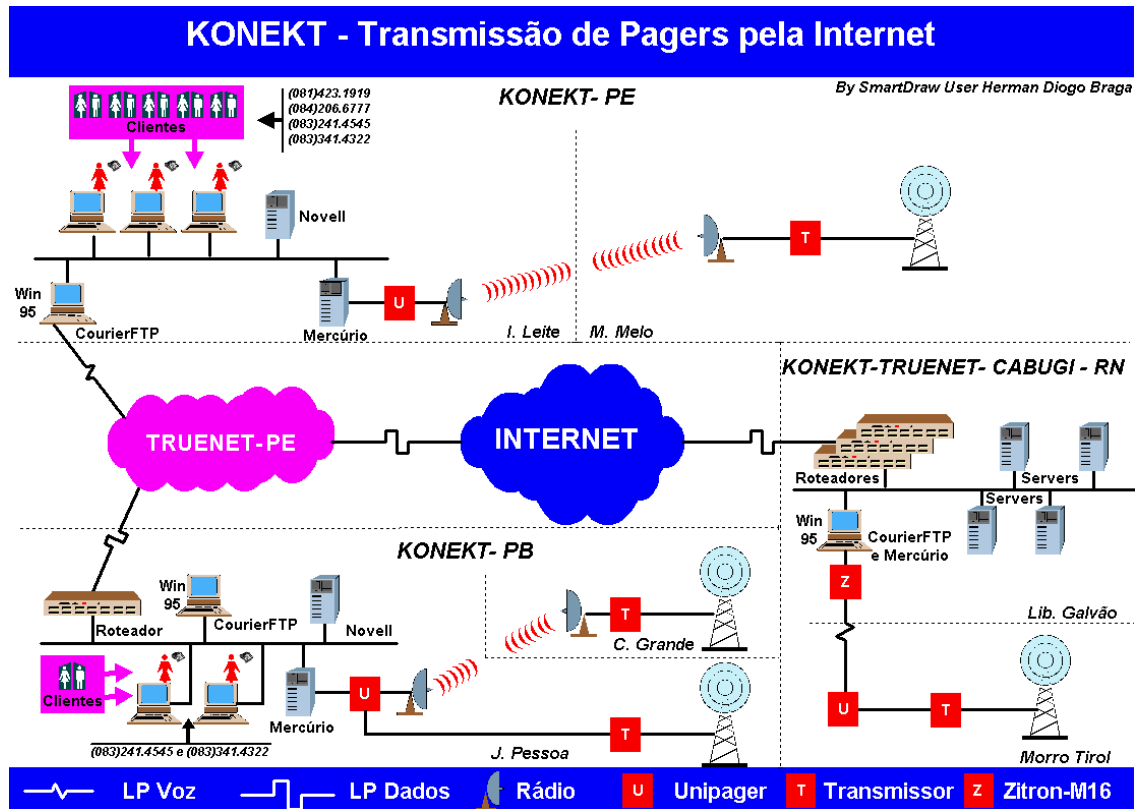 KONEKT - Transmissão de Pagers pela Internet
By SmartDraw User Herman Diogo Braga
KONEKT- PE
(081)423.1919
(084)206.6777
(083)241.4545
(083)341.4322
Clientes
Novell
Win
95
CourierFTP
Mercúrio
U
T
I. Leite
M. Melo
TRUENET-PE
INTERNET
KONEKT-TRUENET- CABUGI - RN
Roteadores
Servers
Servers
Win
95
CourierFTP
e Mercúrio
Z
Lib. Galvão
U
T
Morro Tirol
KONEKT- PB
Roteador
Win
95
CourierFTP
Novell
Clientes
Mercúrio
U
T
C. Grande
T
J. Pessoa
(083)241.4545 e (083)341.4322
LP Voz
LP Dados
Rádio
U Unipager
T Transmissor
Z Zitron-M16